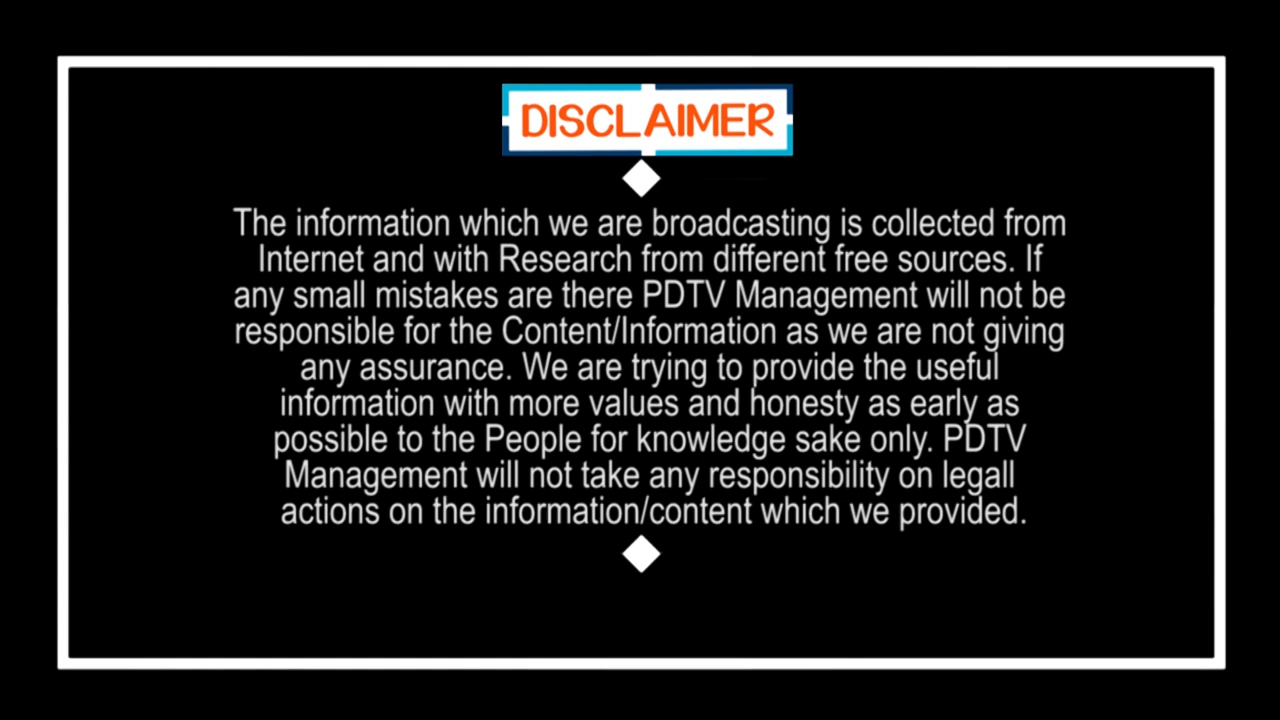 DISCLAIMER
The information which we are broadcasting is collected from
Internet and with Research from different free sources. If
any small mistakes are there PDTV Management will not be
responsible for the Content/Information as we are not giving
any assurance. We are trying to provide the useful
information with more values and honesty as early as
possible to the People for knowledge sake only. PDTV
Management will not take any responsibility on legall
actions on the information/content which we provided.